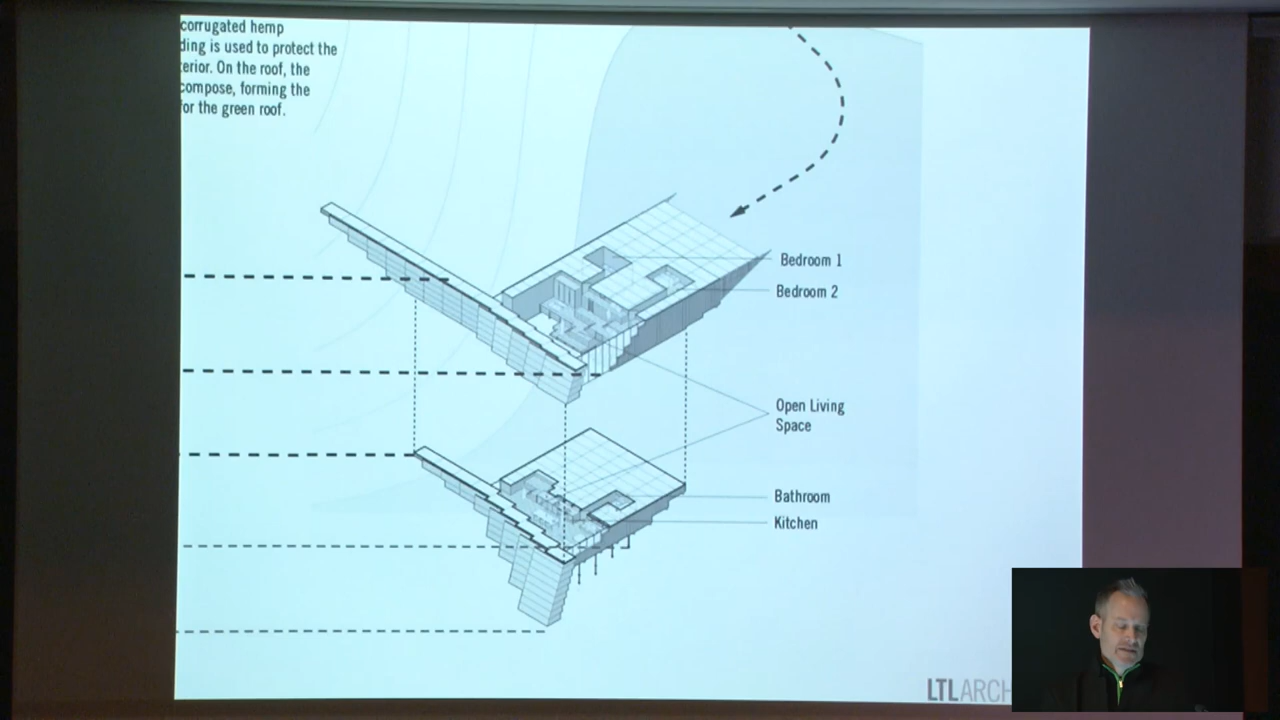 corrugated hemp
ding is used to protect the
erior. On the roof, the
compose, forming the
for the green roof.
Bedroom 1
Bedroom 2
Open Living
Space
Bathroom
Kitchen
LTLARCH